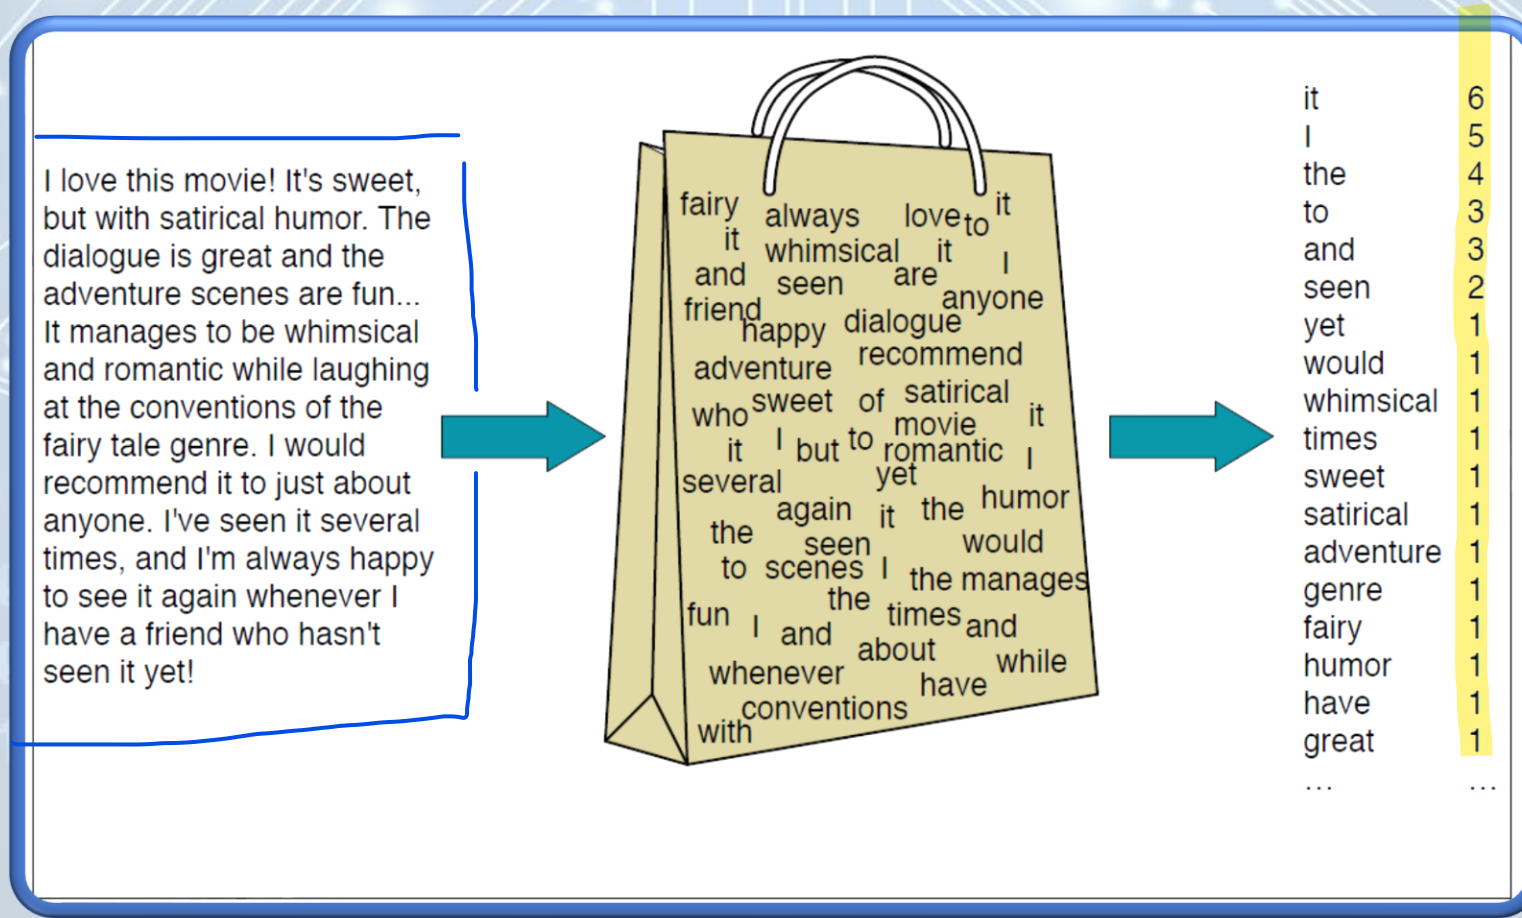 I love this movie! It's sweet,
but with satirical humor. The
dialogue is great and the
adventure scenes are fun...
It manages to be whimsical
and romantic while laughing
at the conventions of the
fairy tale genre. I would
recommend it to just about
anyone. I've seen it several
times, and I'm always happy
to see it again whenever I
have a friend who hasn't
seen it yet!
fairy always love to it
it whimsical it I
and seen are anyone
friend happy dialogue
adventure recommend
who sweet of satirical
it I but to movie romantic it I
several yet
again it the humor
the seen would
to scenes I the manages
fun I and the times and
about while
whenever have
conventions
with
it 6
I 5
the 4
to 3
and 3
seen 2
yet 1
would 1
whimsical 1
times 1
sweet 1
satirical 1
adventure 1
genre 1
fairy 1
humor 1
have 1
great 1
... ...